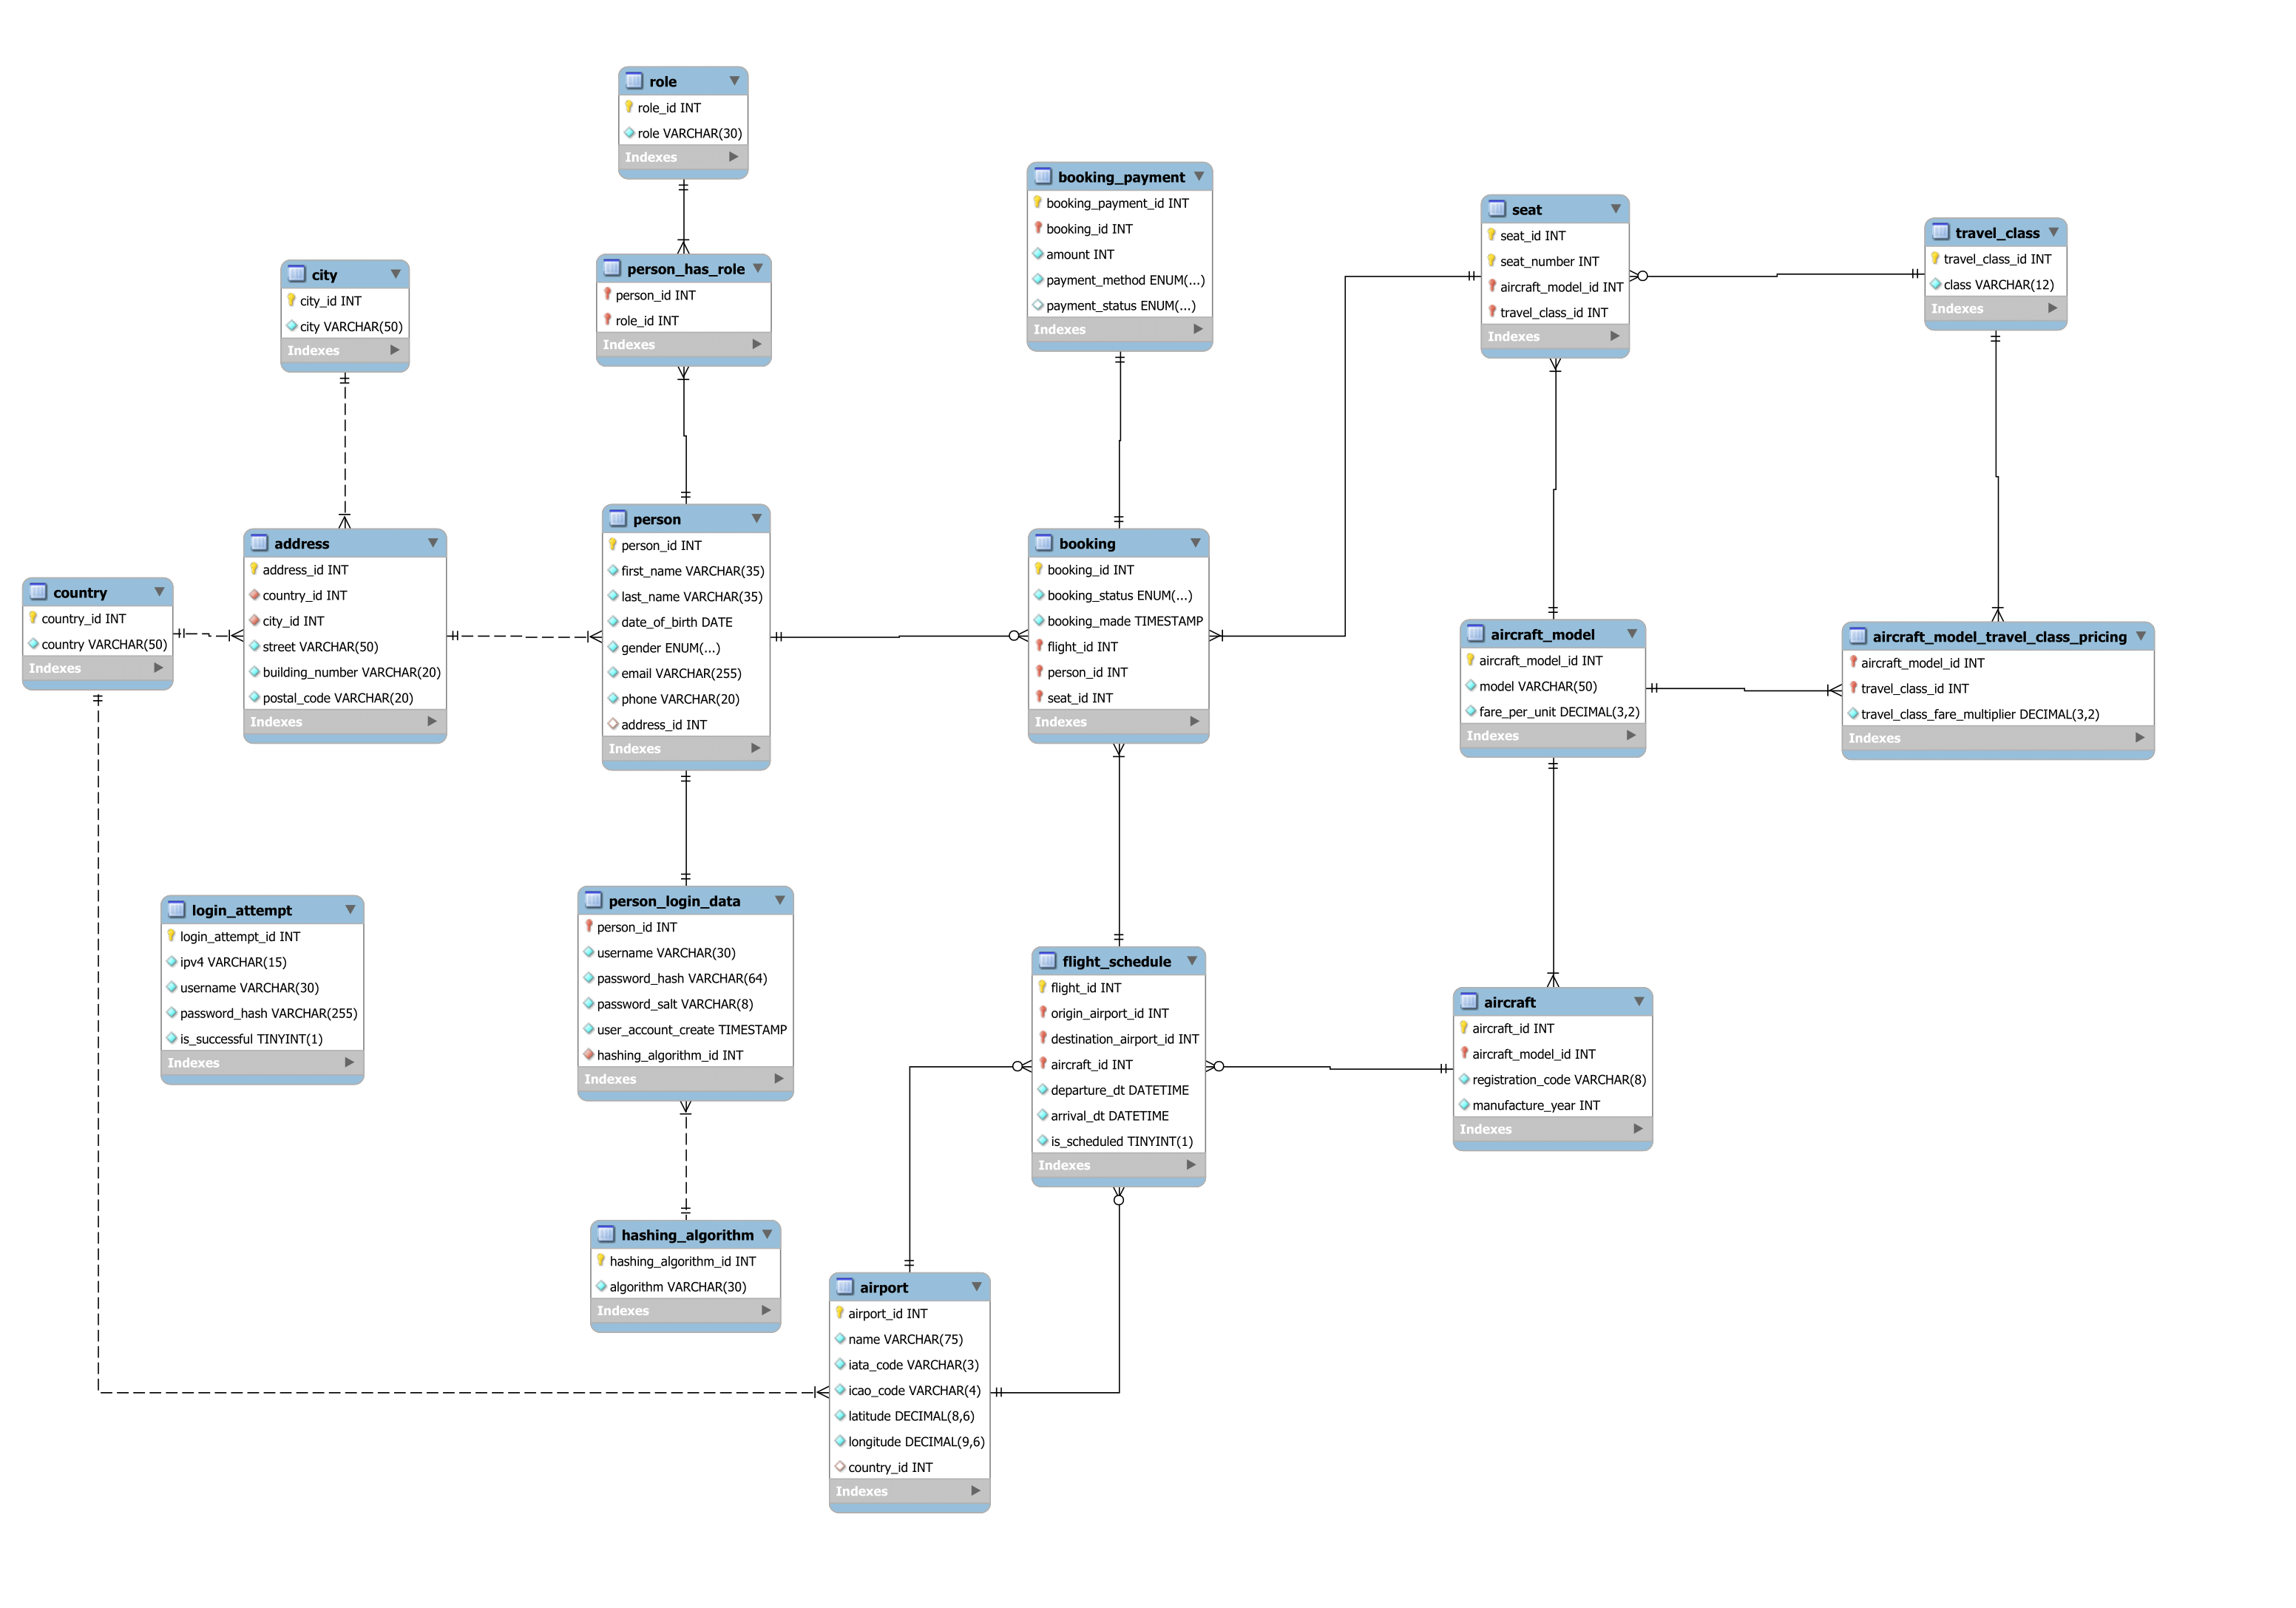 role
role_id INT
role VARCHAR(30)
Indexes
booking_payment
booking_payment_id INT
booking_id INT
amount INT
payment_method ENUM(...)
payment_status ENUM(...)
Indexes
seat
seat_id INT
seat_number INT
aircraft_model_id INT
travel_class_id INT
Indexes
travel_class
travel_class_id INT
class VARCHAR(12)
Indexes
city
city_id INT
city VARCHAR(50)
Indexes
person_has_role
person_id INT
role_id INT
Indexes
person
person_id INT
first_name VARCHAR(35)
last_name VARCHAR(35)
date_of_birth DATE
gender ENUM(...)
email VARCHAR(255)
phone VARCHAR(20)
address_id INT
Indexes
address
address_id INT
country_id INT
city_id INT
street VARCHAR(50)
building_number VARCHAR(20)
postal_code VARCHAR(20)
Indexes
booking
booking_id INT
booking_status ENUM(...)
booking_made TIMESTAMP
flight_id INT
person_id INT
seat_id INT
Indexes
country
country_id INT
country VARCHAR(50)
Indexes
aircraft_model
aircraft_model_id INT
model VARCHAR(50)
fare_per_unit DECIMAL(3,2)
Indexes
aircraft_model_travel_class_pricing
aircraft_model_id INT
travel_class_id INT
travel_class_fare_multiplier DECIMAL(3,2)
Indexes
login_attempt
login_attempt_id INT
ipv4 VARCHAR(15)
username VARCHAR(30)
password_hash VARCHAR(255)
is_successful TINYINT(1)
Indexes
person_login_data
person_id INT
username VARCHAR(30)
password_hash VARCHAR(64)
password_salt VARCHAR(8)
user_account_create TIMESTAMP
hashing_algorithm_id INT
Indexes
flight_schedule
flight_id INT
origin_airport_id INT
destination_airport_id INT
aircraft_id INT
departure_dt DATETIME
arrival_dt DATETIME
is_scheduled TINYINT(1)
Indexes
aircraft
aircraft_id INT
aircraft_model_id INT
registration_code VARCHAR(8)
manufacture_year INT
Indexes
hashing_algorithm
hashing_algorithm_id INT
algorithm VARCHAR(30)
Indexes
airport
airport_id INT
name VARCHAR(75)
iata_code VARCHAR(3)
icao_code VARCHAR(4)
latitude DECIMAL(8,6)
longitude DECIMAL(9,6)
country_id INT
Indexes